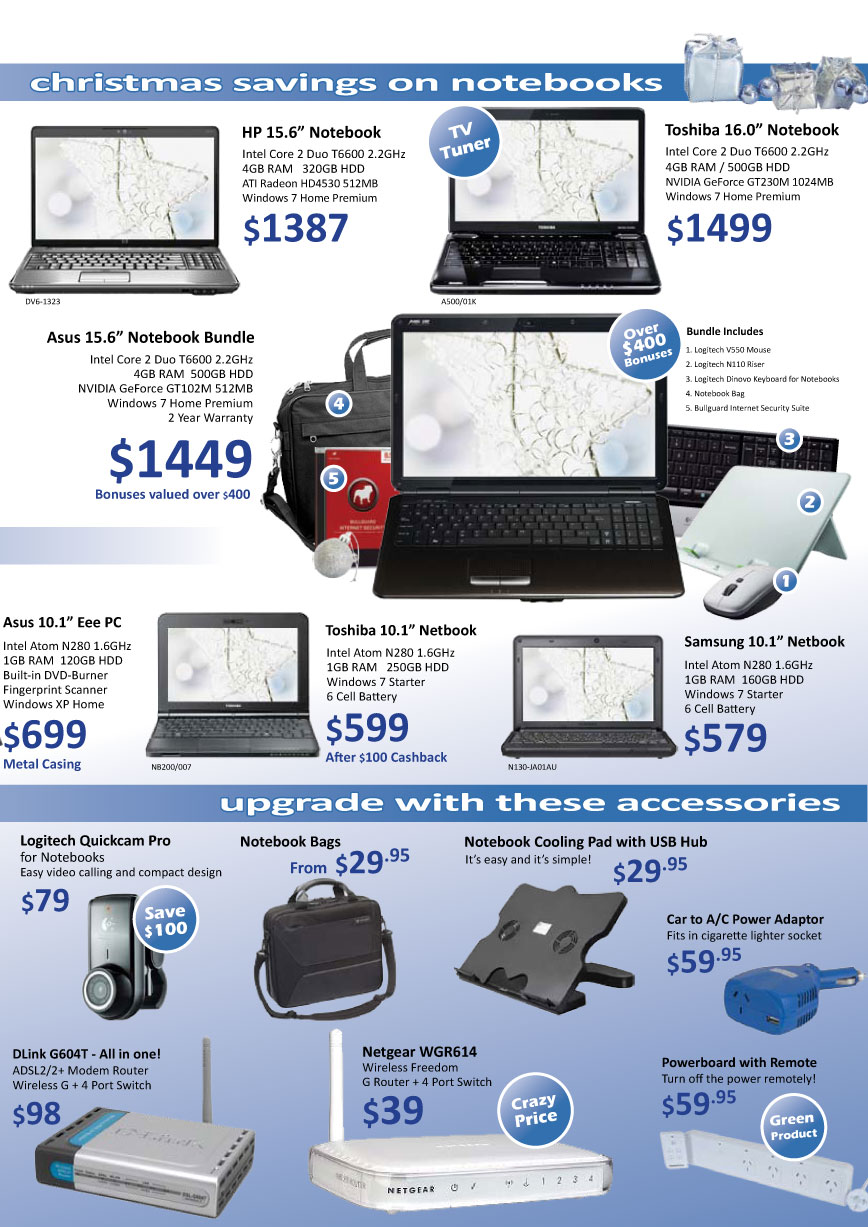 christmas savings on notebooks
HP 15.6” Notebook
Intel Core 2 Duo T6600 2.2GHz
4GB RAM 320GB HDD
ATI Radeon HD4530 512MB
Windows 7 Home Premium
$1387
DV6-1323
TV
Tuner
TOSHIBA
A500/01K
Toshiba 16.0” Notebook
Intel Core 2 Duo T6600 2.2GHz
4GB RAM / 500GB HDD
NVIDIA GeForce GT230M 1024MB
Windows 7 Home Premium
$1499
Asus 15.6” Notebook Bundle
Intel Core 2 Duo T6600 2.2GHz
4GB RAM 500GB HDD
NVIDIA GeForce GT102M 512MB
Windows 7 Home Premium
2 Year Warranty
$1449
Bonuses valued over $400
Over
$400
Bonuses
Bundle Includes
1. Logitech V550 Mouse
2. Logitech N110 Riser
3. Logitech Dinovo Keyboard for Notebooks
4. Notebook Bag
5. Bullguard Internet Security Suite
4
5
BULLGUARD
INTERNET SECURITY
3
2
1
Asus 10.1” Eee PC
Intel Atom N280 1.6GHz
1GB RAM 120GB HDD
Built-in DVD-Burner
Fingerprint Scanner
Windows XP Home
$699
Metal Casing
TOSHIBA
NB200/007
Toshiba 10.1” Netbook
Intel Atom N280 1.6GHz
1GB RAM 250GB HDD
Windows 7 Starter
6 Cell Battery
$599
After $100 Cashback
N130-JA01AU
Samsung 10.1” Netbook
Intel Atom N280 1.6GHz
1GB RAM 160GB HDD
Windows 7 Starter
6 Cell Battery
$579
upgrade with these accessories
Logitech Quickcam Pro
for Notebooks
Easy video calling and compact design
$79
Save
$100
Notebook Bags
From $29.95
Notebook Cooling Pad with USB Hub
It’s easy and it’s simple!
$29.95
Car to A/C Power Adaptor
Fits in cigarette lighter socket
$59.95
DLink G604T - All in one!
ADSL2/2+ Modem Router
Wireless G + 4 Port Switch
$98
D-Link
Netgear WGR614
Wireless Freedom
G Router + 4 Port Switch
$39
Crazy
Price
NETGEAR
1 2 3 4
Powerboard with Remote
Turn off the power remotely!
$59.95
Green
Product